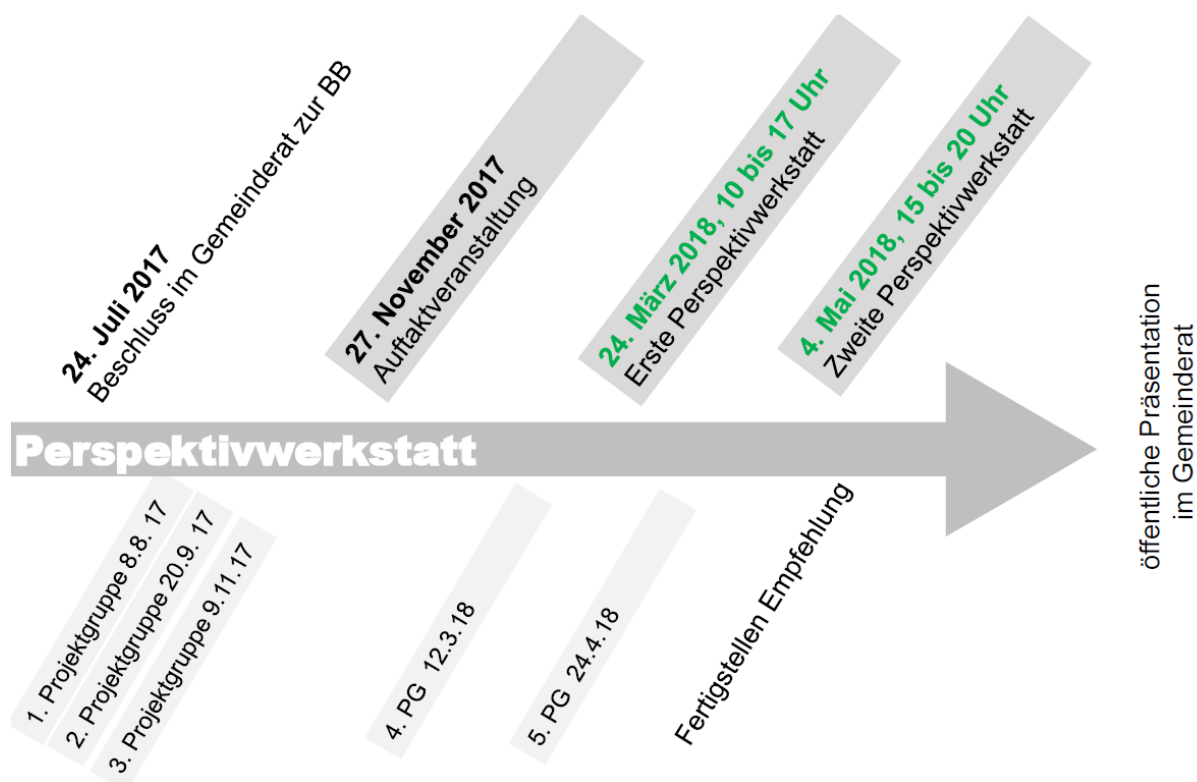 24. Juli 2017
Beschluss im Gemeinderat zur BB
27. November 2017
Auftaktveranstaltung
24. März 2018, 10 bis 17 Uhr
Erste Perspektivwerkstatt
4. Mai 2018, 15 bis 20 Uhr
Zweite Perspektivwerkstatt
Perspektivwerkstatt
öffentliche Präsentation
im Gemeinderat
1. Projektgruppe 8.8. 17
2. Projektgruppe 20.9. 17
3. Projektgruppe 9.11.17
4. PG 12.3.18
5. PG 24.4.18
Fertigstellen Empfehlung